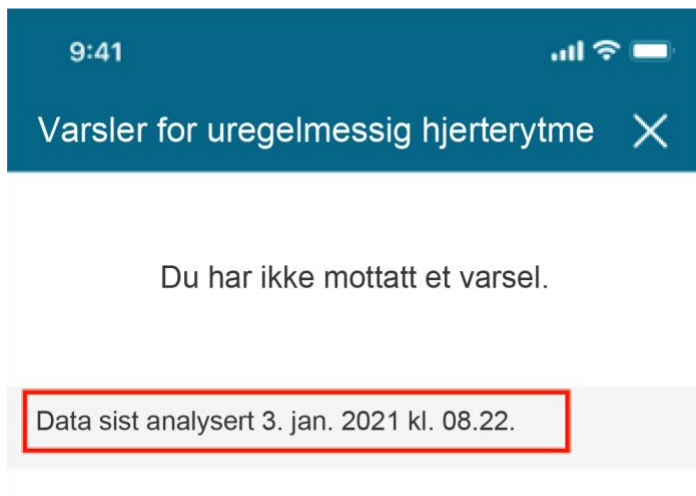 9:41
Varsler for uregelmessig hjerterytme
Du har ikke mottatt et varsel.
Data sist analysert 3. jan. 2021 kl. 08.22.